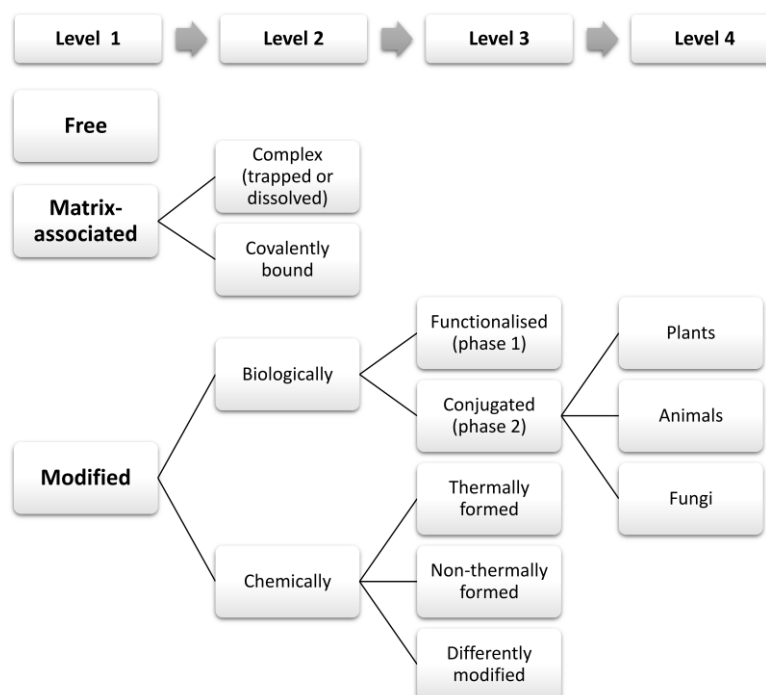 Level 1
Level 2
Level 3
Level 4
Free
Matrix-
associated
Complex
(trapped or
dissolved)
Covalently
bound
Modified
Biologically
Functionalised
(phase 1)
Conjugated
(phase 2)
Plants
Animals
Fungi
Chemically
Thermally
formed
Non-thermally
formed
Differently
modified